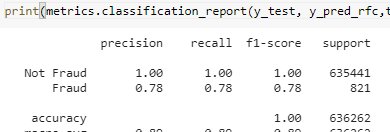 print(metrics.classification_report(y_test, y_pred_rfc,t
precision recall f1-score support
Not Fraud 1.00 1.00 1.00 635441
Fraud 0.78 0.78 0.78 821
accuracy 1.00 636262